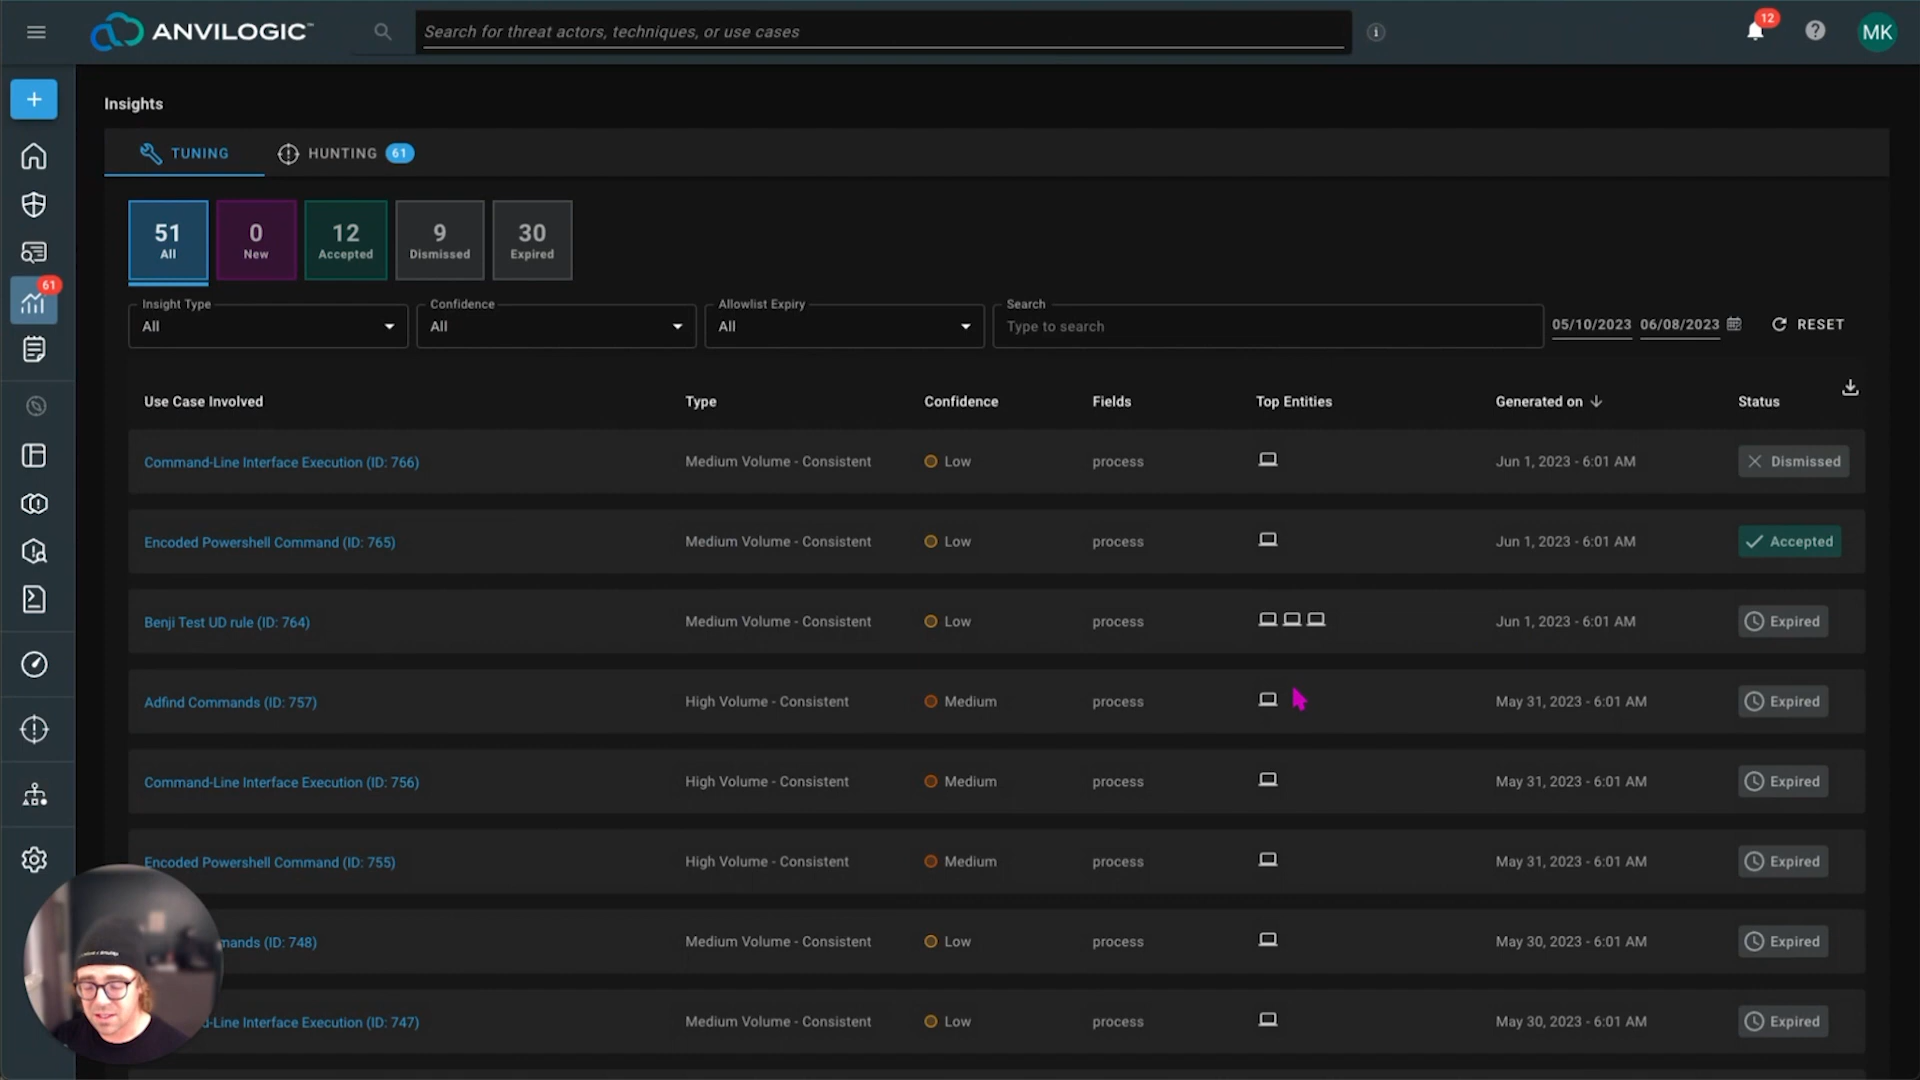 ANVILOGIC™
Search for threat actors, techniques, or use cases
12
MK
Insights
TUNING
HUNTING 61
51 All
0 New
12 Accepted
9 Dismissed
30 Expired
61
Insight Type
All
Confidence
All
Allowlist Expiry
All
Search
Type to search
05/10/2023 06/08/2023
RESET
Use Case Involved Type Confidence Fields Top Entities Generated on Status
Command-Line Interface Execution (ID: 766) Medium Volume - Consistent Low process Jun 1, 2023 - 6:01 AM Dismissed
Encoded Powershell Command (ID: 765) Medium Volume - Consistent Low process Jun 1, 2023 - 6:01 AM Accepted
Benji Test UD rule (ID: 764) Medium Volume - Consistent Low process Jun 1, 2023 - 6:01 AM Expired
Adfind Commands (ID: 757) High Volume - Consistent Medium process May 31, 2023 - 6:01 AM Expired
Command-Line Interface Execution (ID: 756) High Volume - Consistent Medium process May 31, 2023 - 6:01 AM Expired
Encoded Powershell Command (ID: 755) High Volume - Consistent Medium process May 31, 2023 - 6:01 AM Expired
mands (ID: 748) Medium Volume - Consistent Low process May 30, 2023 - 6:01 AM Expired
d-Line Interface Execution (ID: 747) Medium Volume - Consistent Low process May 30, 2023 - 6:01 AM Expired